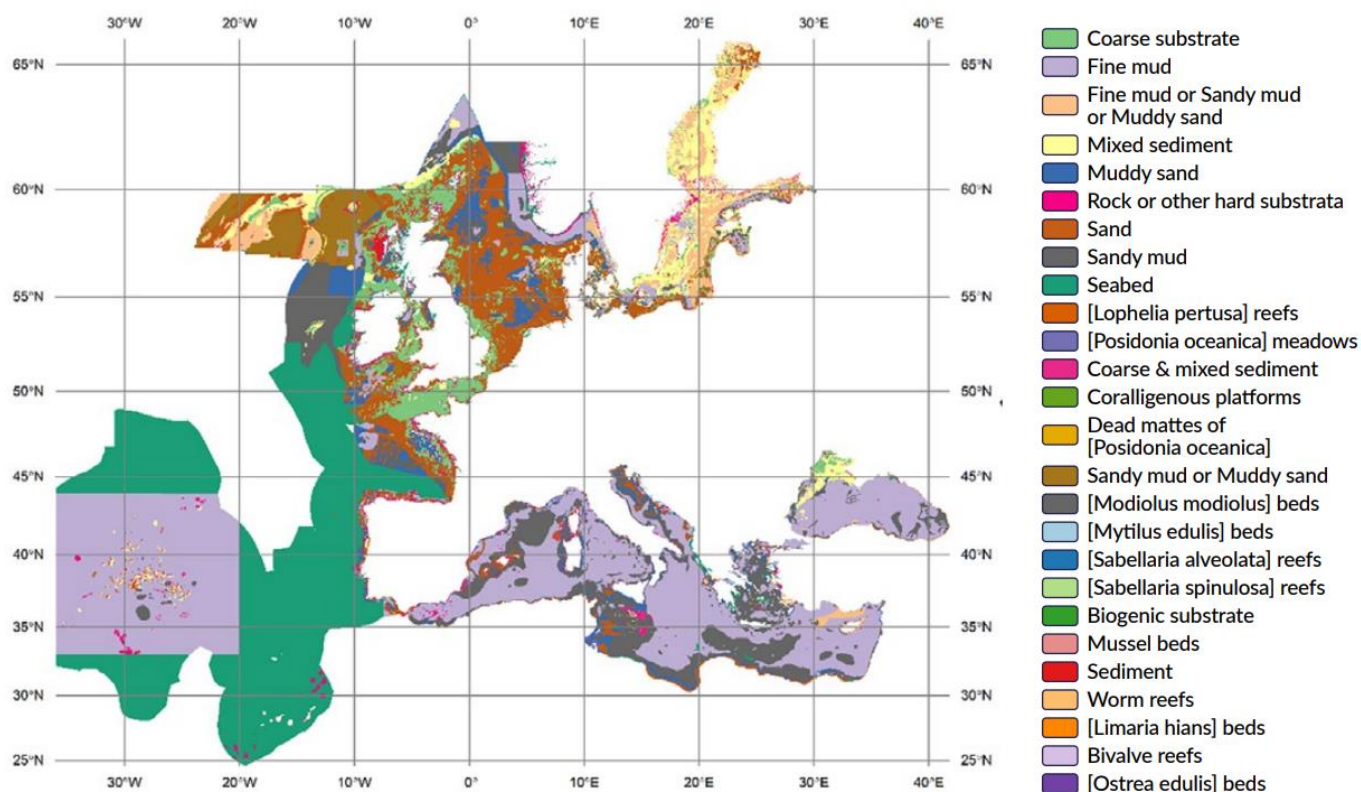 30°W 20°W 10°W 0° 10°E 20°E 30°E 40°E
65°N 65°N
60°N 60°N
55°N 55°N
50°N 50°N
45°N 45°N
40°N 40°N
35°N 35°N
30°N 30°N
25°N 25°N
30°W 20°W 10°W 0° 10°E 20°E 30°E 40°E
Coarse substrate
Fine mud
Fine mud or Sandy mud
or Muddy sand
Mixed sediment
Muddy sand
Rock or other hard substrata
Sand
Sandy mud
Seabed
[Lophelia pertusa] reefs
[Posidonia oceanica] meadows
Coarse & mixed sediment
Coralligenous platforms
Dead mattes of
[Posidonia oceanica]
Sandy mud or Muddy sand
[Modiolus modiolus] beds
[Mytilus edulis] beds
[Sabellaria alveolata] reefs
[Sabellaria spinulosa] reefs
Biogenic substrate
Mussel beds
Sediment
Worm reefs
[Limaria hians] beds
Bivalve reefs
[Ostrea edulis] beds